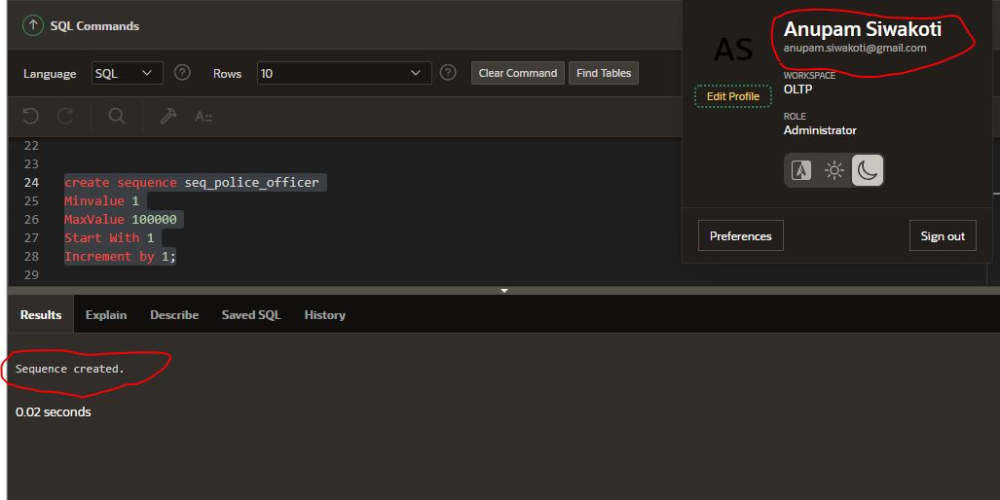 SQL Commands
Language SQL Rows 10 Clear Command Find Tables
A::
22
23
24 create sequence seq_police_officer
25 Minvalue 1
26 MaxValue 100000
27 Start With 1
28 Increment by 1;
29
Results Explain Describe Saved SQL History
Sequence created.
0.02 seconds
AS
Anupam Siwakoti
anupam.siwakoti@gmail.com
WORKSPACE
OLTP
Edit Profile
ROLE
Administrator
Preferences Sign out